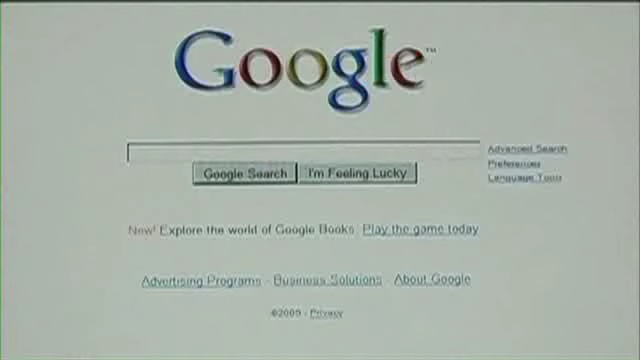 Google™
Advanced Search
Preferences
Language Tools
Google Search I'm Feeling Lucky
New! Explore the world of Google Books. Play the game today
Advertising Programs - Business Solutions - About Google
©2009 - Privacy